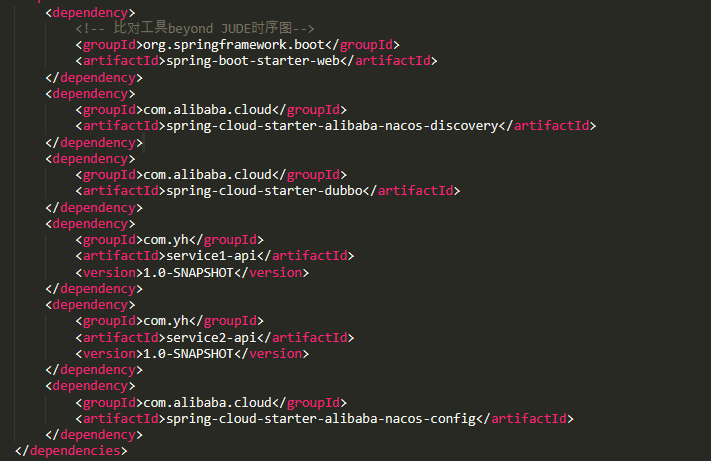 <dependency>
<!-- 比对工具beyond JUDE时序图-->
<groupId>org.springframework.boot</groupId>
<artifactId>spring-boot-starter-web</artifactId>
</dependency>
<dependency>
<groupId>com.alibaba.cloud</groupId>
<artifactId>spring-cloud-starter-alibaba-nacos-discovery</artifactId>
</dependency>
<dependency>
<groupId>com.alibaba.cloud</groupId>
<artifactId>spring-cloud-starter-dubbo</artifactId>
</dependency>
<dependency>
<groupId>com.yh</groupId>
<artifactId>service1-api</artifactId>
<version>1.0-SNAPSHOT</version>
</dependency>
<dependency>
<groupId>com.yh</groupId>
<artifactId>service2-api</artifactId>
<version>1.0-SNAPSHOT</version>
</dependency>
<dependency>
<groupId>com.alibaba.cloud</groupId>
<artifactId>spring-cloud-starter-alibaba-nacos-config</artifactId>
</dependency>
</dependencies>